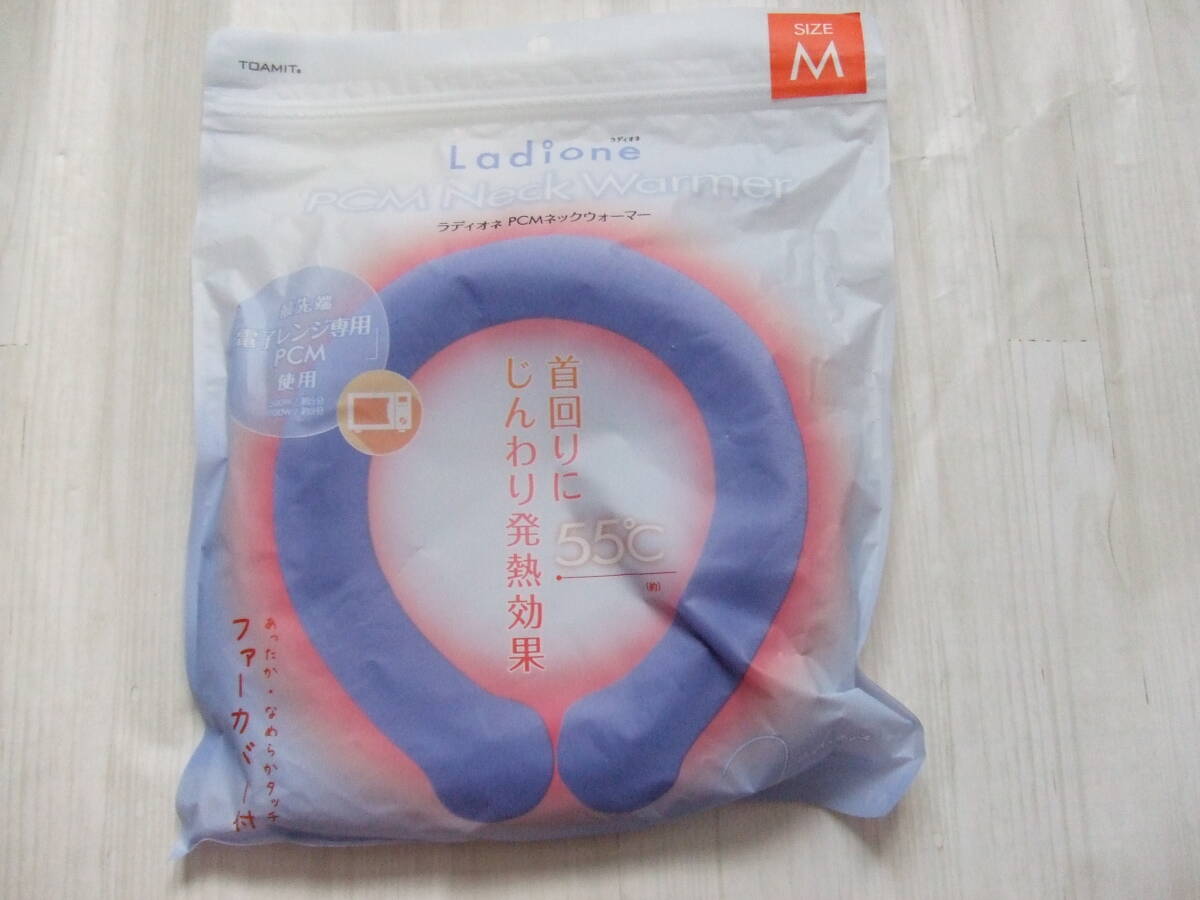 TOAMIT®
SIZE
M
ラディオネ
Ladione
PCM Neck Warmer
ラディオネ PCMネックウォーマー
最先端
電子レンジ専用
PCM
使用
首回りに
じんわり発熱効果
55℃
(約)
あったか・なめらかタッチ
ファーカバー付